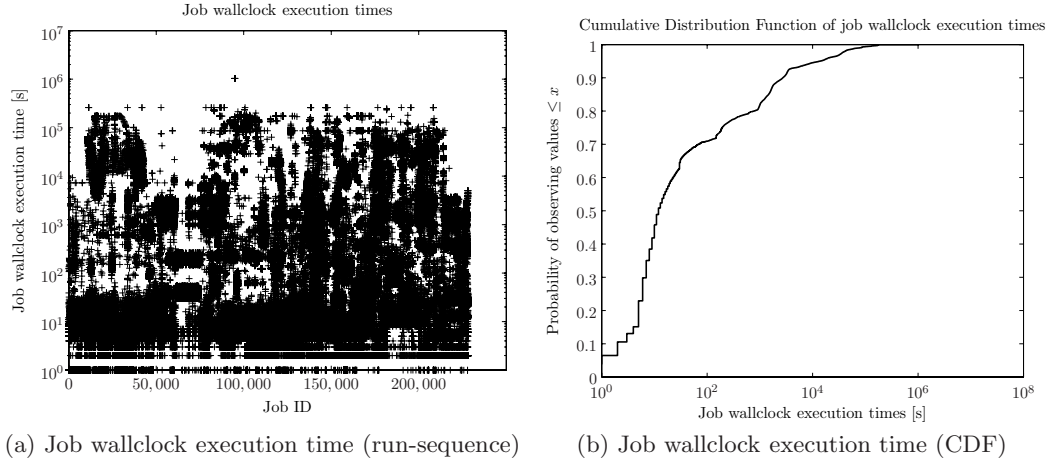 Job wallclock execution times
10^7
10^6
10^5
10^4
10^3
10^2
10^1
10^0
Job wallclock execution time [s]
0 50,000 100,000 150,000 200,000
Job ID
(a) Job wallclock execution time (run-sequence)
Cumulative Distribution Function of job wallclock execution times
1
0.9
0.8
0.7
0.6
0.5
0.4
0.3
0.2
0.1
0
Probability of observing values ≤ x
10^0 10^2 10^4 10^6 10^8
Job wallclock execution times [s]
(b) Job wallclock execution time (CDF)